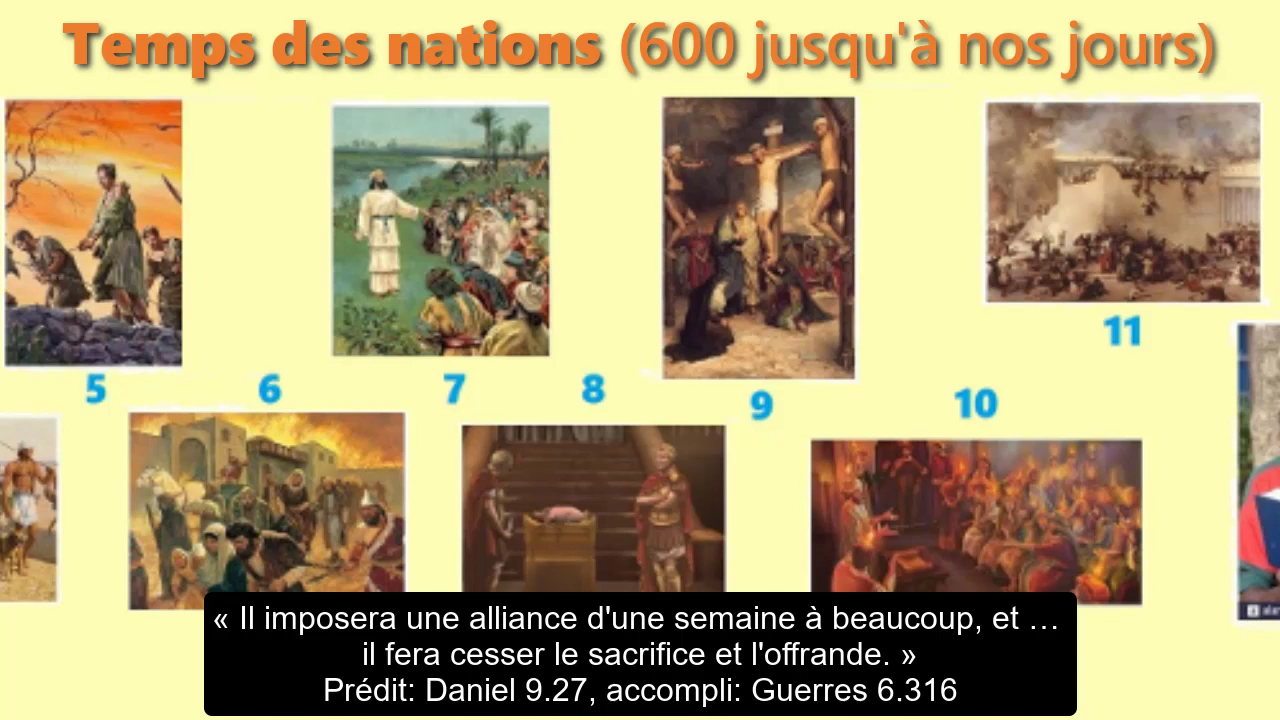 Temps des nations (600 jusqu'à nos jours)
11
5 6 7 8 9 10
« Il imposera une alliance d'une semaine à beaucoup, et …
il fera cesser le sacrifice et l'offrande. »
Prédit: Daniel 9.27, accompli: Guerres 6.316